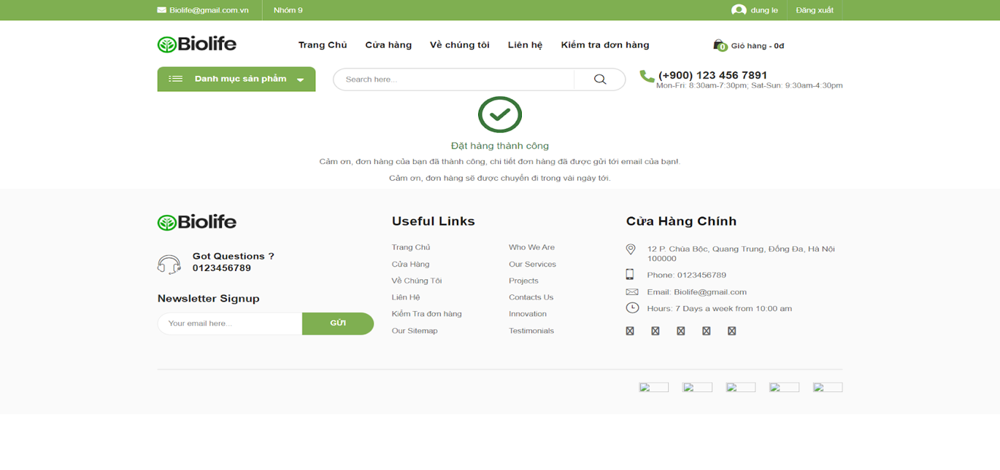 Biolife@gmail.com.vn
Nhóm 9
dung le
Đăng xuất
Biolife
Trang Chủ
Cửa hàng
Về chúng tôi
Liên hệ
Kiểm tra đơn hàng
0
Giỏ hàng - 0đ
Danh mục sản phẩm
Search here...
(+900) 123 456 7891
Mon-Fri: 8:30am-7:30pm; Sat-Sun: 9:30am-4:30pm
Đặt hàng thành công
Cảm ơn, đơn hàng của bạn đã thành công, chi tiết đơn hàng đã được gửi tới email của bạn!.
Cảm ơn, đơn hàng sẽ được chuyển đi trong vài ngày tới.
Biolife
Got Questions ?
0123456789
Newsletter Signup
Your email here...
GỬI
Useful Links
Trang Chủ
Cửa Hàng
Về Chúng Tôi
Liên Hệ
Kiểm Tra đơn hàng
Our Sitemap
Who We Are
Our Services
Projects
Contacts Us
Innovation
Testimonials
Cửa Hàng Chính
12 P. Chùa Bộc, Quang Trung, Đống Đa, Hà Nội
100000
Phone: 0123456789
Email: Biolife@gmail.com
Hours: 7 Days a week from 10:00 am